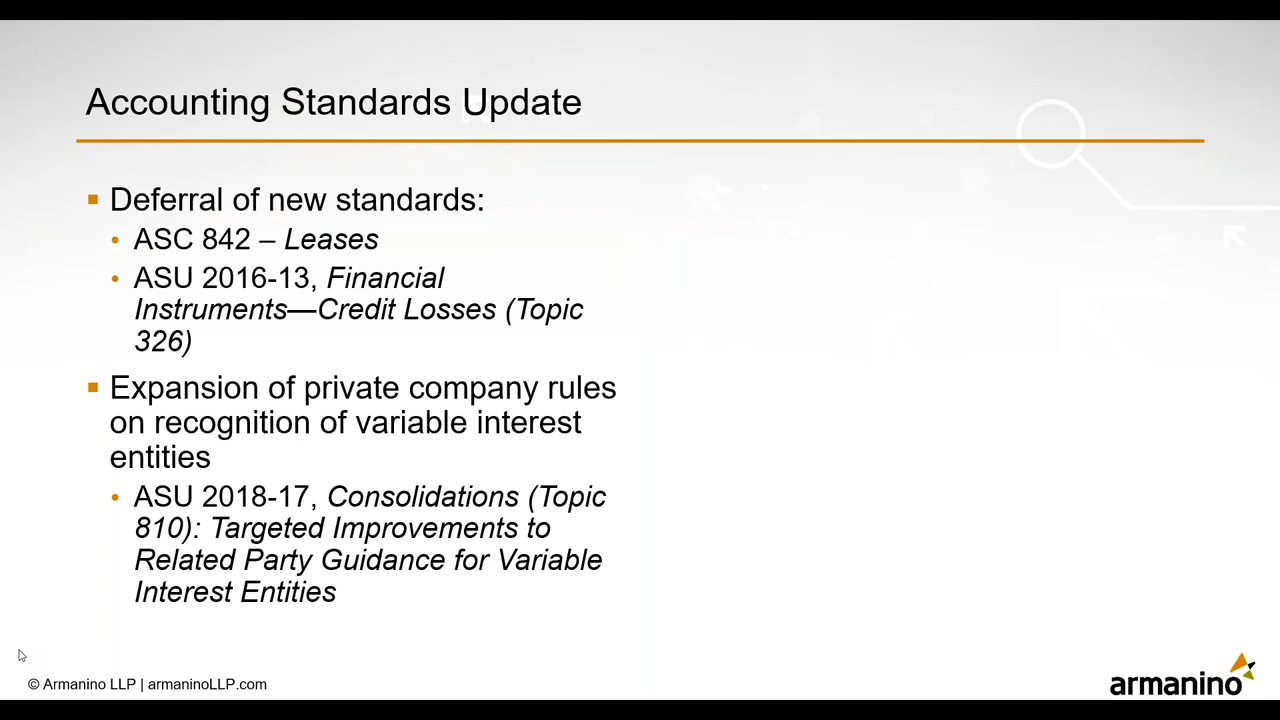 Accounting Standards Update
▪ Deferral of new standards:
• ASC 842 – Leases
• ASU 2016-13, Financial
Instruments—Credit Losses (Topic
326)
▪ Expansion of private company rules
on recognition of variable interest
entities
• ASU 2018-17, Consolidations (Topic
810): Targeted Improvements to
Related Party Guidance for Variable
Interest Entities
© Armanino LLP | armaninoLLP.com
armanino